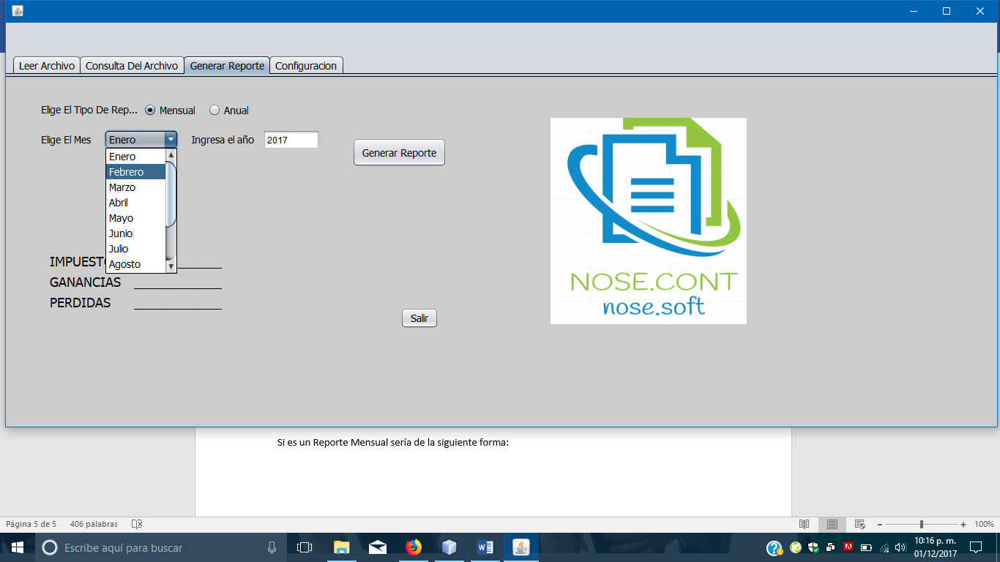 Leer Archivo Consulta Del Archivo Generar Reporte Configuracion
Elige El Tipo De Rep... Mensual Anual
Elige El Mes Enero Ingresa el año 2017
Generar Reporte
Enero
Febrero
Marzo
Abril
Mayo
Junio
Julio
Agosto
IMPUESTO
GANANCIAS
PERDIDAS
Salir
NOSE.CONT
nose.soft
Si es un Reporte Mensual sería de la siguiente forma:
Página 5 de 5 406 palabras 100%
Escribe aquí para buscar
10:16 p. m.
01/12/2017